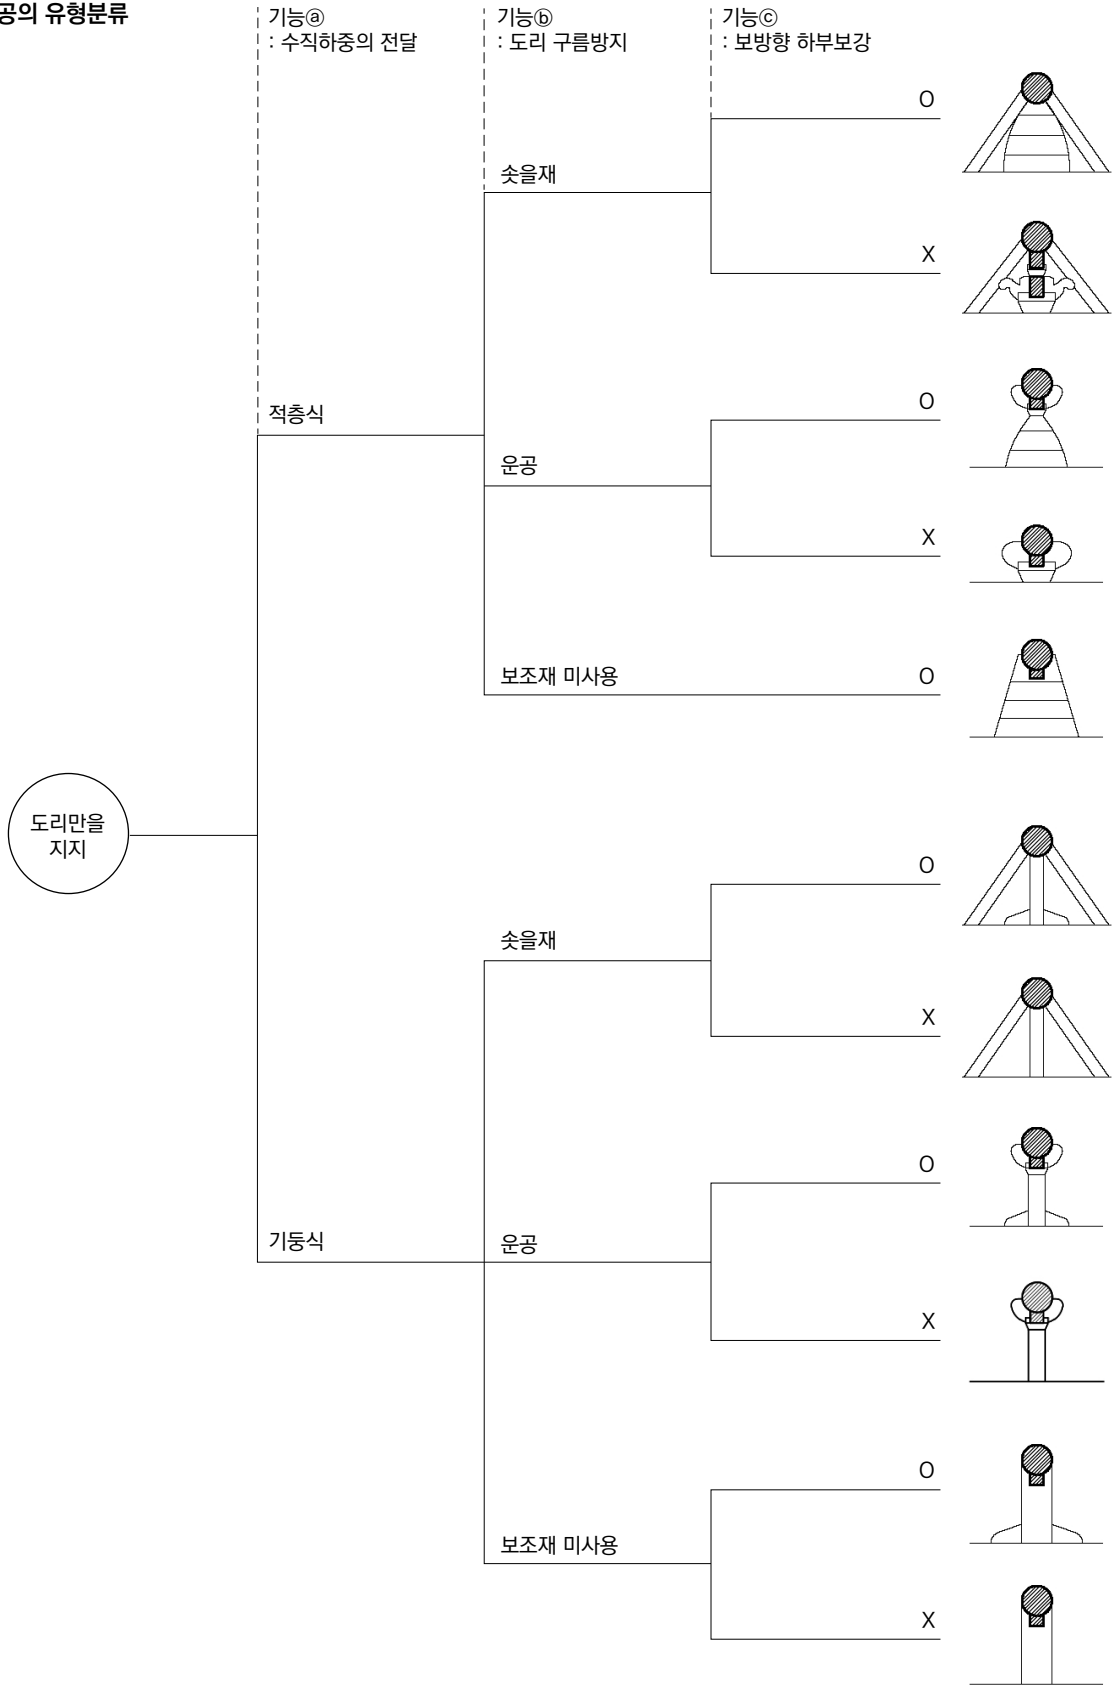 공의 유형분류
기능ⓐ
: 수직하중의 전달
기능ⓑ
: 도리 구름방지
기능ⓒ
: 보방향 하부보강
O
솟을재
X
적층식
O
운공
X
보조재 미사용
O
도리만을
지지
O
솟을재
X
O
기둥식
운공
X
O
보조재 미사용
X